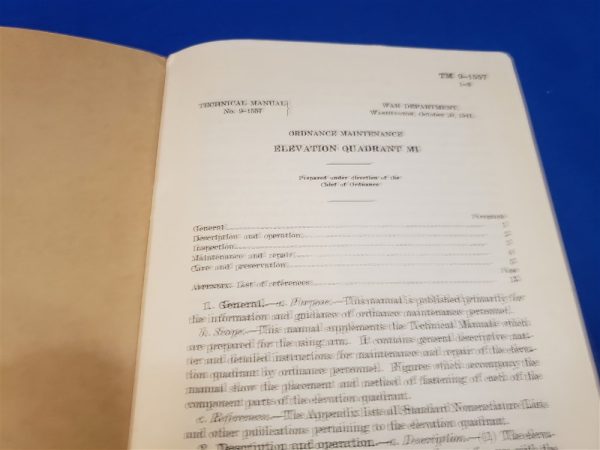 TM 9-1557
TECHNICAL MANUAL
No. 9-1557
WAR DEPARTMENT,
WASHINGTON, October 1941.
ORDNANCE MAINTENANCE
ELEVATION QUADRANT M1
Prepared under direction of the
Chief of Ordnance
Paragraph
General
Description and operation
Inspection
Maintenance and repair
Care and preservation
Page
APPENDIX. List of references
1. General.—a. Purpose.—This manual is published primarily for
the information and guidance of ordnance maintenance personnel.
b. Scope.—This manual supplements the Technical Manuals which
are prepared for the using arm. It contains general descriptive mat-
ter and detailed instructions for maintenance and repair of the eleva-
tion quadrant by ordnance personnel. Figures which accompany the
manual show the placement and method of fastening of each of the
component parts of the elevation quadrant.
c. References.—The Appendix lists all Standard Nomenclature Lists
and other publications pertaining to the elevation quadrant.
2. Description and operation.—a. Description.—(1) The eleva-